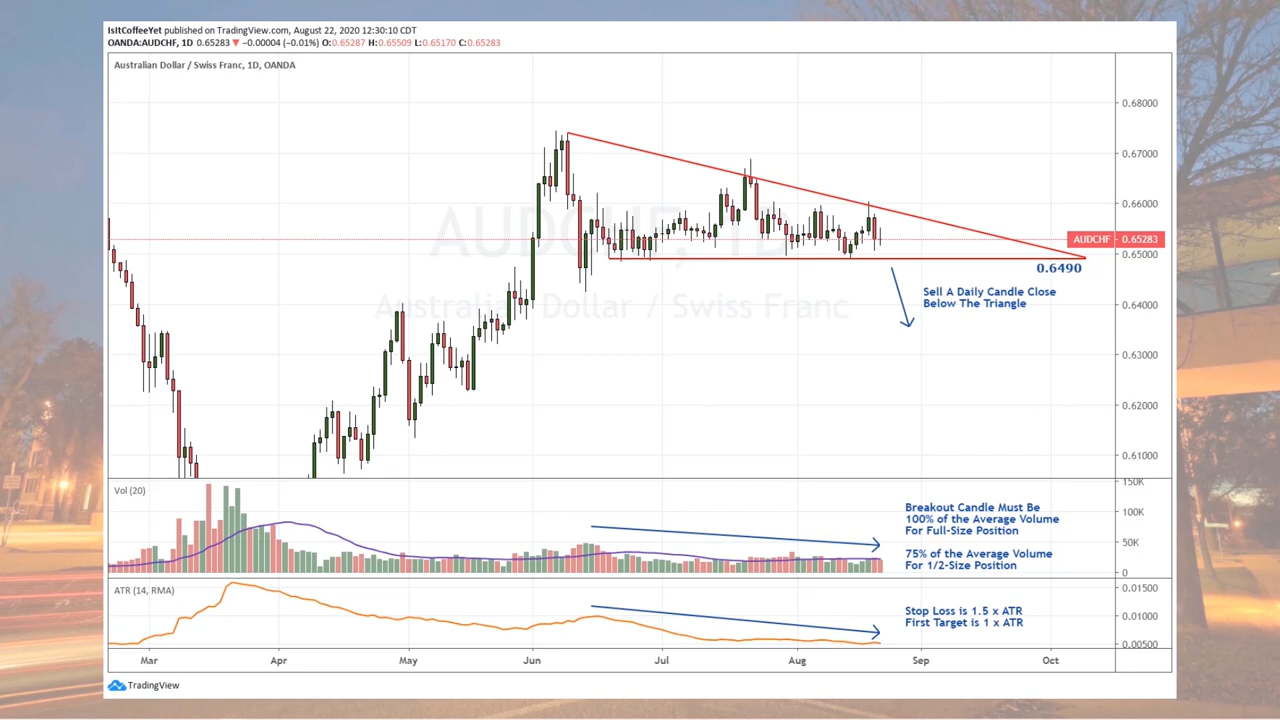 IsItCoffeeYet published on TradingView.com, August 22, 2020 12:30:10 CDT
OANDA:AUDCHF, 1D 0.65283 ▼ −0.00004 (−0.01%) O:0.65287 H:0.65509 L:0.65170 C:0.65283
Australian Dollar / Swiss Franc, 1D, OANDA
AUDCHF, 1D
Australian Dollar / Swiss Franc
0.68000
0.67000
0.66000
AUDCHF 0.65283
0.65000
0.64000
0.63000
0.62000
0.61000
0.6490
Sell A Daily Candle Close
Below The Triangle
Vol (20)
150K
100K
50K
0
Breakout Candle Must Be
100% of the Average Volume
For Full-Size Position
75% of the Average Volume
For 1/2-Size Position
ATR (14, RMA)
0.01500
0.01000
0.00500
Stop Loss is 1.5 x ATR
First Target is 1 x ATR
Mar Apr May Jun Jul Aug Sep Oct
TradingView